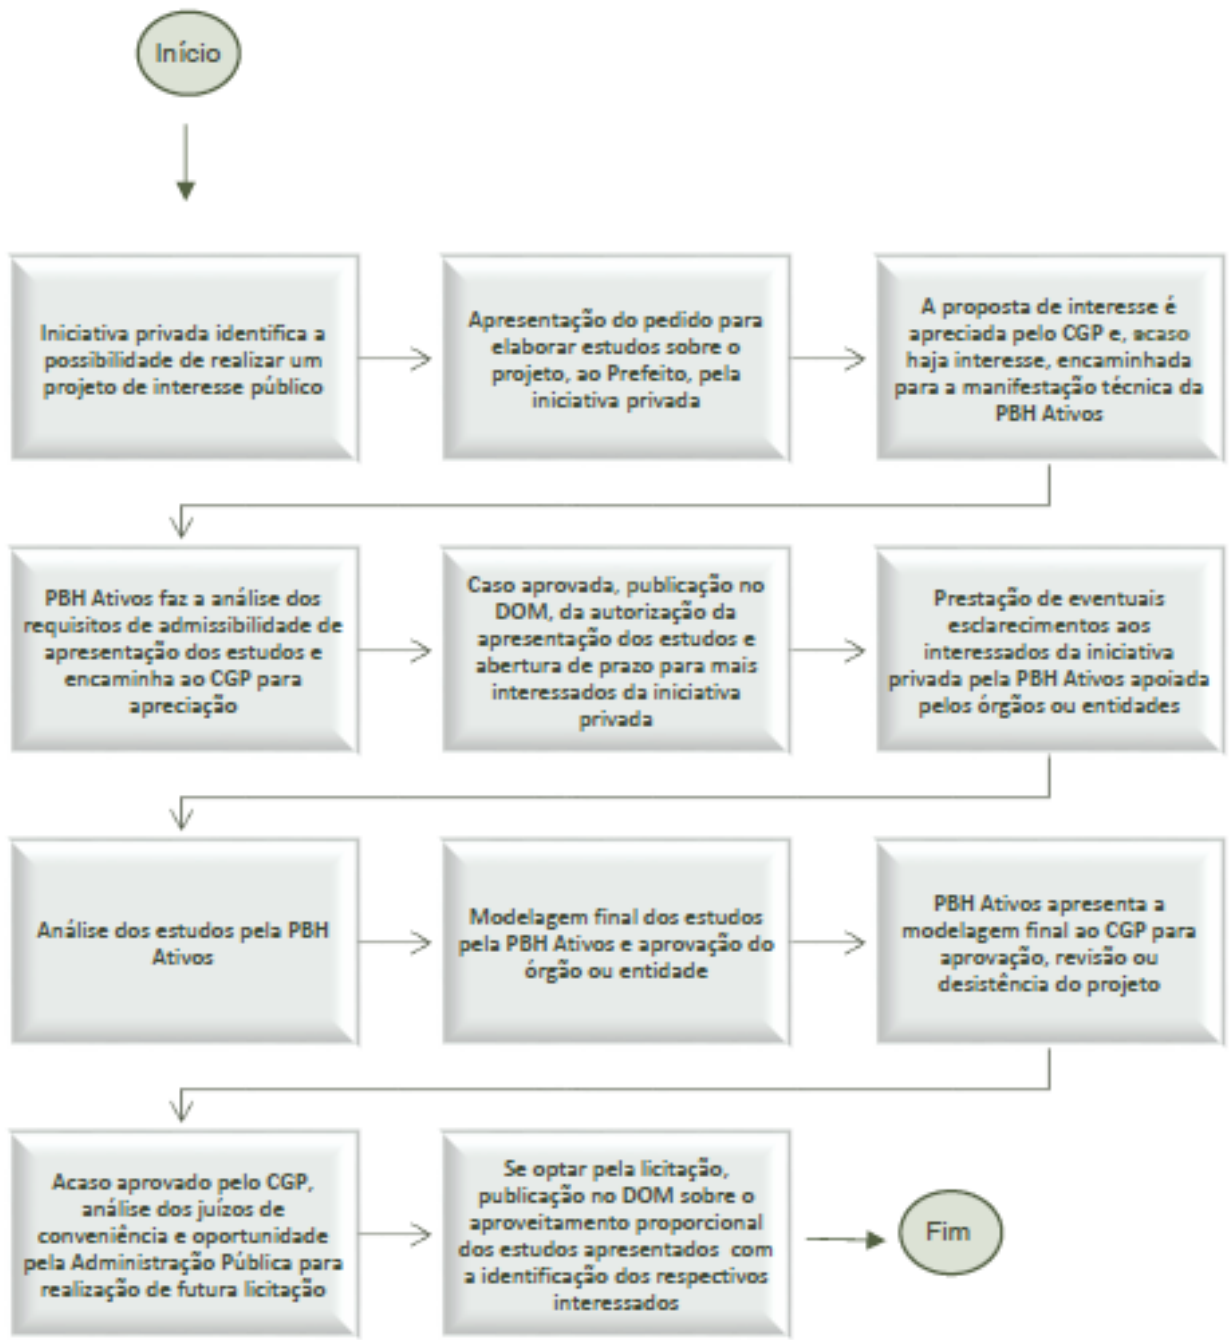 Início
Iniciativa privada identifica a
possibilidade de realizar um
projeto de interesse público
Apresentação do pedido para
elaborar estudos sobre o
projeto, ao Prefeito, pela
iniciativa privada
A proposta de interesse é
apreciada pelo CGP e, acaso
haja interesse, encaminhada
para a manifestação técnica da
PBH Ativos
PBH Ativos faz a análise dos
requisitos de admissibilidade de
apresentação dos estudos e
encaminha ao CGP para
apreciação
Caso aprovada, publicação no
DOM, da autorização da
apresentação dos estudos e
abertura de prazo para mais
interessados da iniciativa
privada
Prestação de eventuais
esclarecimentos aos
interessados da iniciativa
privada pela PBH Ativos apoiada
pelos órgãos ou entidades
Análise dos estudos pela PBH
Ativos
Modelagem final dos estudos
pela PBH Ativos e aprovação do
órgão ou entidade
PBH Ativos apresenta a
modelagem final ao CGP para
aprovação, revisão ou
desistência do projeto
Acaso aprovado pelo CGP,
análise dos juízos de
conveniência e oportunidade
pela Administração Pública para
realização de futura licitação
Se optar pela licitação,
publicação no DOM sobre o
aproveitamento proporcional
dos estudos apresentados com
a identificação dos respectivos
interessados
Fim